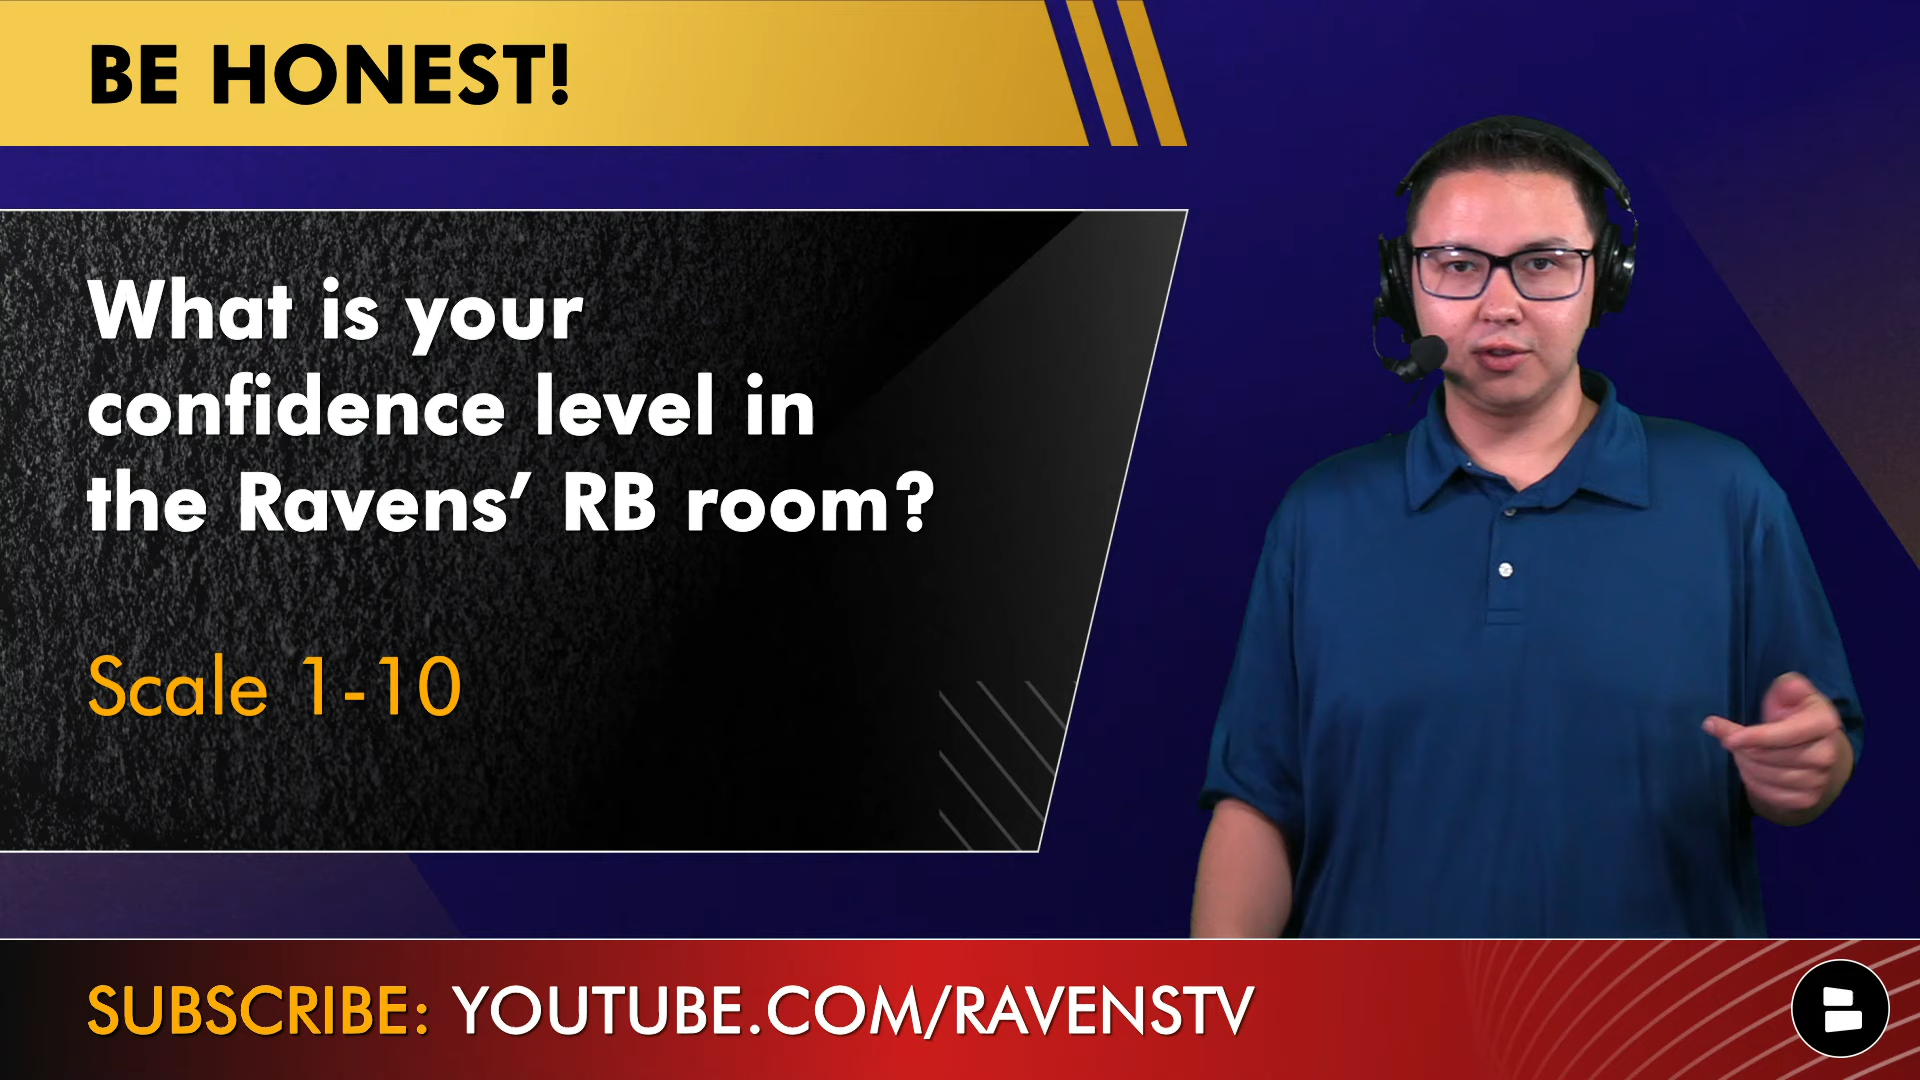 BE HONEST!
What is your
confidence level in
the Ravens’ RB room?
Scale 1-10
SUBSCRIBE: YOUTUBE.COM/RAVENSTV